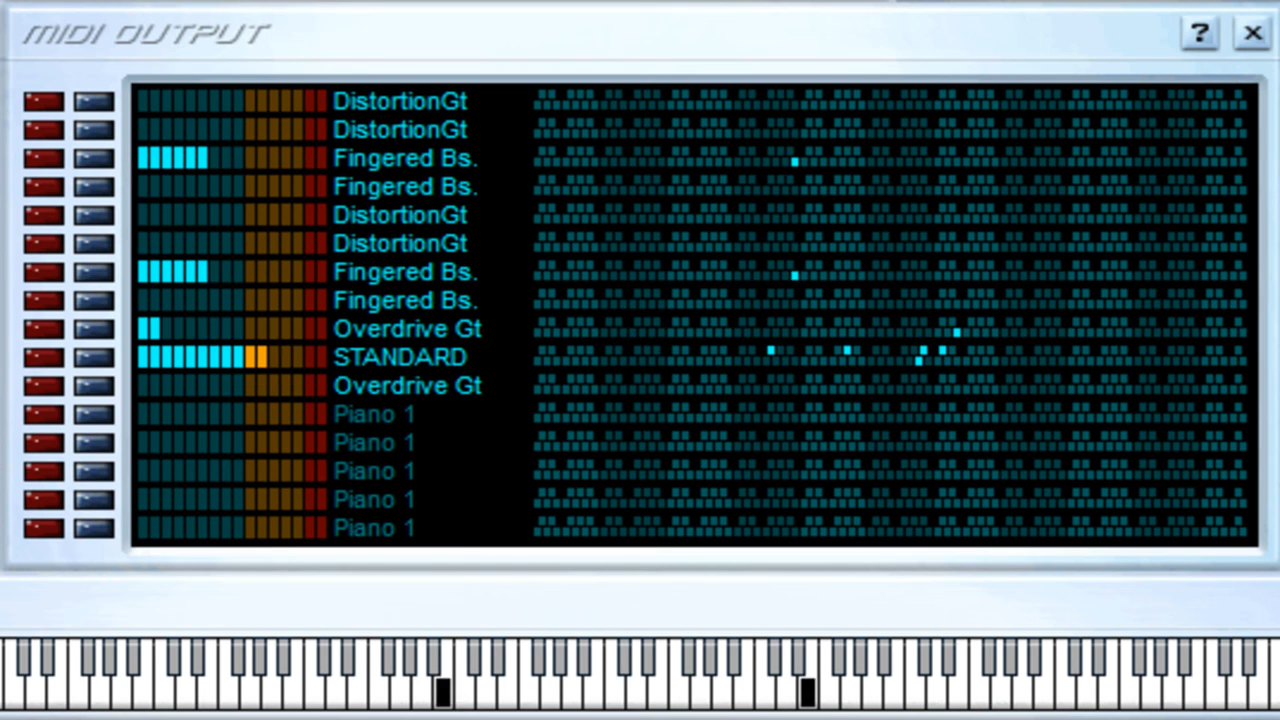 MIDI OUTPUT
? ×
DistortionGt
DistortionGt
Fingered Bs.
Fingered Bs.
DistortionGt
DistortionGt
Fingered Bs.
Fingered Bs.
Overdrive Gt
STANDARD
Overdrive Gt
Piano 1
Piano 1
Piano 1
Piano 1
Piano 1